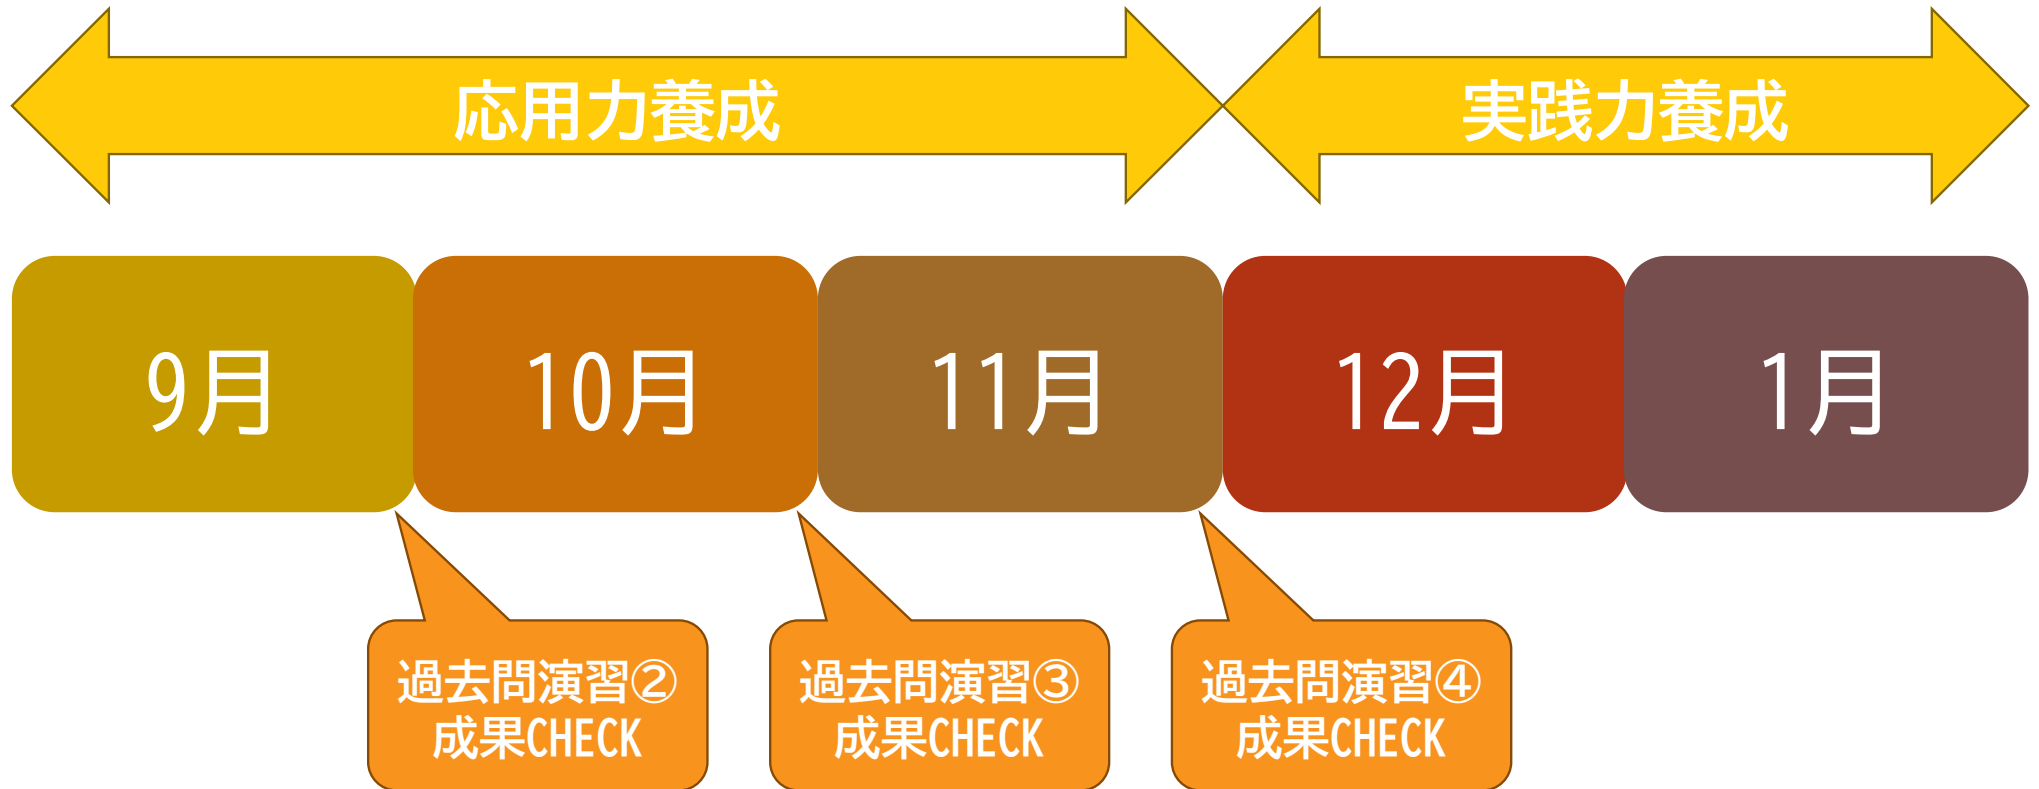 応用力養成
実践力養成
9月
10月
11月
12月
1月
過去問演習②
成果CHECK
過去問演習③
成果CHECK
過去問演習④
成果CHECK